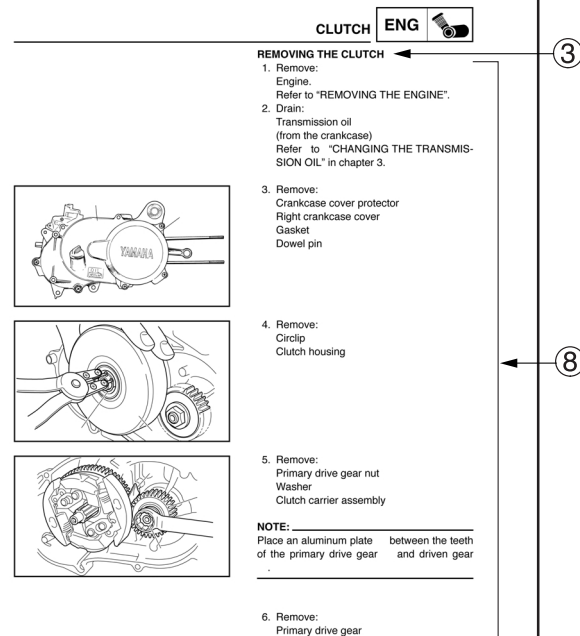 CLUTCH ENG
REMOVING THE CLUTCH
3
1. Remove:
Engine.
Refer to “REMOVING THE ENGINE”.
2. Drain:
Transmission oil
(from the crankcase)
Refer to “CHANGING THE TRANSMIS-
SION OIL” in chapter 3.
3. Remove:
Crankcase cover protector
Right crankcase cover
Gasket
Dowel pin
YAMAHA
4. Remove:
Circlip
Clutch housing
8
5. Remove:
Primary drive gear nut
Washer
Clutch carrier assembly
NOTE:
Place an aluminum plate between the teeth
of the primary drive gear and driven gear
.
6. Remove:
Primary drive gear